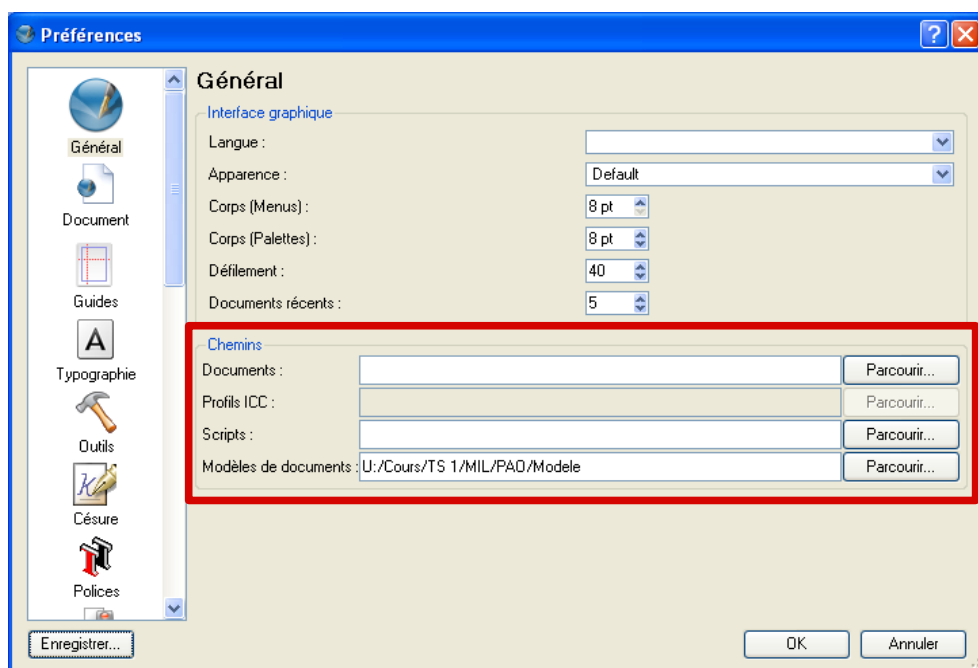 Préférences
Général
Général
Interface graphique
Langue :
Apparence : Default
Corps (Menus) : 8 pt
Corps (Palettes) : 8 pt
Défilement : 40
Documents récents : 5
Chemins
Documents : Parcourir...
Profils ICC : Parcourir...
Scripts : Parcourir...
Modèles de documents : U:/Cours/TS 1/MIL/PAO/Modele Parcourir...
Document
Guides
A
Typographie
Outils
Césure
Polices
Enregistrer...
OK
Annuler